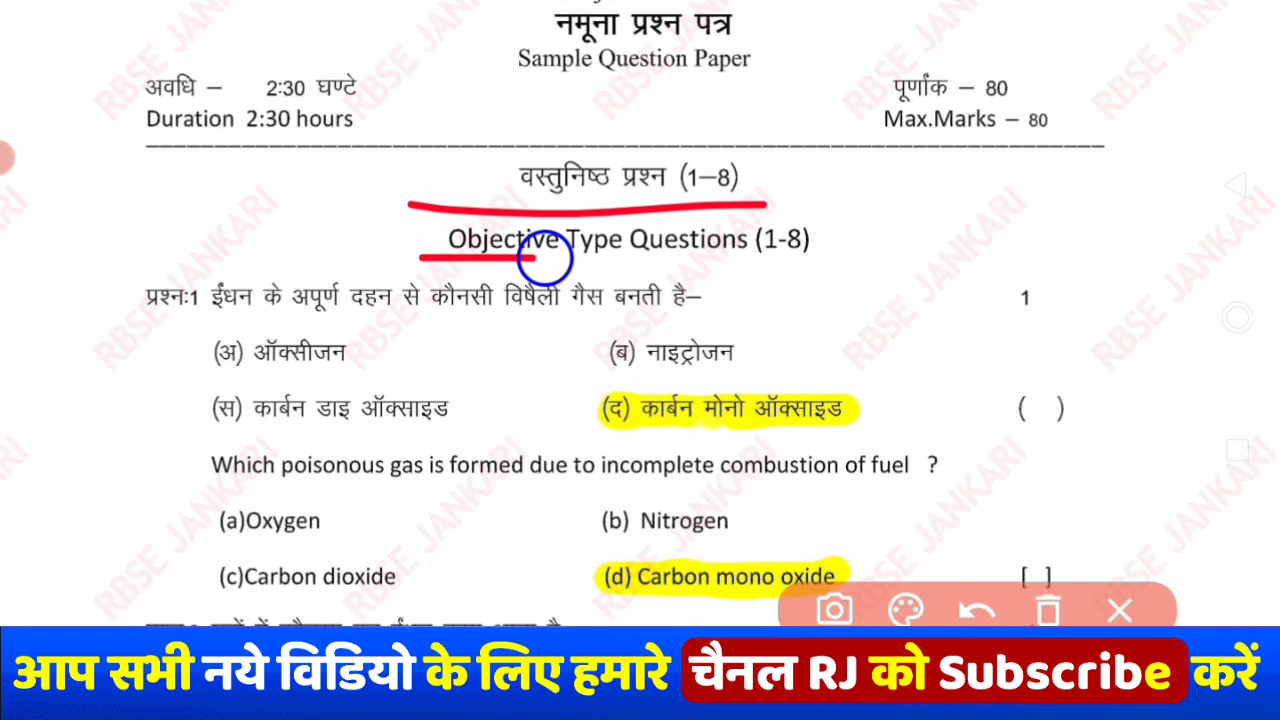 नमूना प्रश्न पत्र
Sample Question Paper
अवधि – 2:30 घण्टे पूर्णांक – 80
Duration 2:30 hours Max.Marks – 80
वस्तुनिष्ठ प्रश्न (1–8)
Objective Type Questions (1-8)
प्रश्न:1 ईंधन के अपूर्ण दहन से कौनसी विषैली गैस बनती है– 1
(अ) ऑक्सीजन (ब) नाइट्रोजन
(स) कार्बन डाइ ऑक्साइड (द) कार्बन मोनो ऑक्साइड ( )
Which poisonous gas is formed due to incomplete combustion of fuel ?
(a)Oxygen (b) Nitrogen
(c)Carbon dioxide (d) Carbon mono oxide [ ]
आप सभी नये विडियो के लिए हमारे चैनल RJ को Subscribe करें
RBSE JANKARI